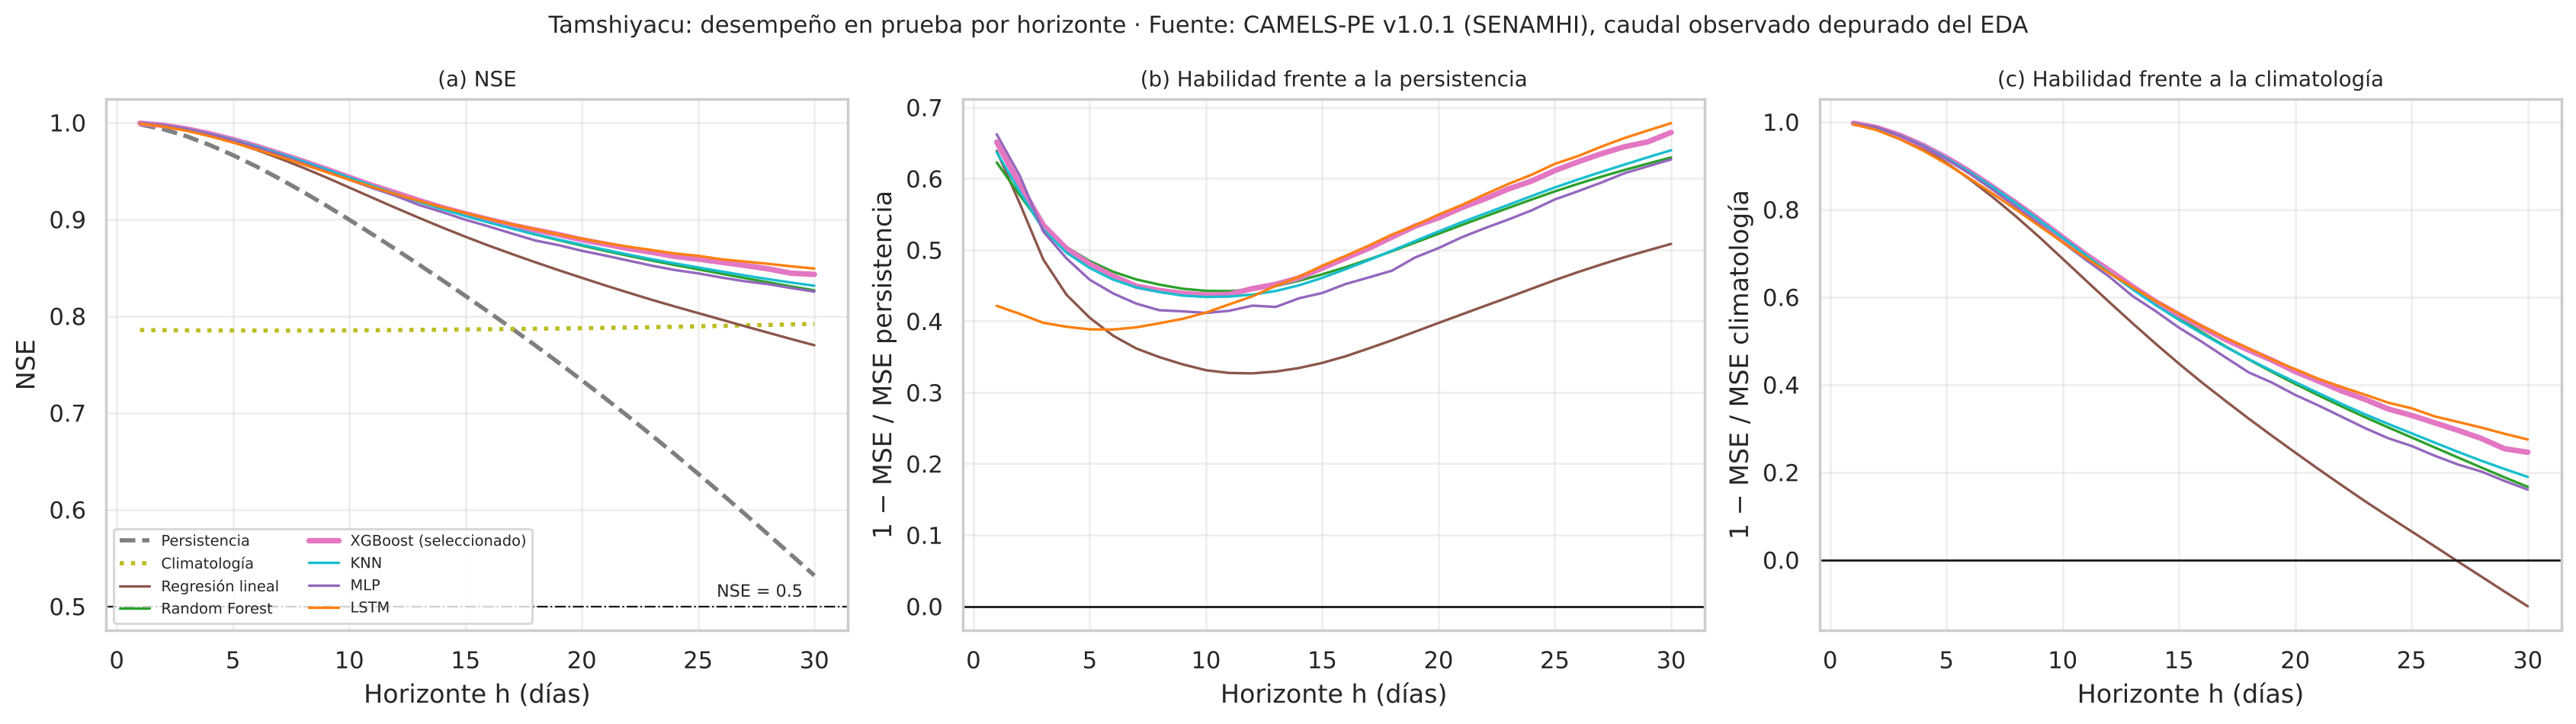 Tamshiyacu: desempeño en prueba por horizonte · Fuente: CAMELS-PE v1.0.1 (SENAMHI), caudal observado depurado del EDA
(a) NSE
NSE
1.0
0.9
0.8
0.7
0.6
0.5
Persistencia
Climatología
Regresión lineal
Random Forest
XGBoost (seleccionado)
KNN
MLP
LSTM
NSE = 0.5
0 5 10 15 20 25 30
Horizonte h (días)
(b) Habilidad frente a la persistencia
1 − MSE / MSE persistencia
0.7
0.6
0.5
0.4
0.3
0.2
0.1
0.0
0 5 10 15 20 25 30
Horizonte h (días)
(c) Habilidad frente a la climatología
1 − MSE / MSE climatología
1.0
0.8
0.6
0.4
0.2
0.0
0 5 10 15 20 25 30
Horizonte h (días)